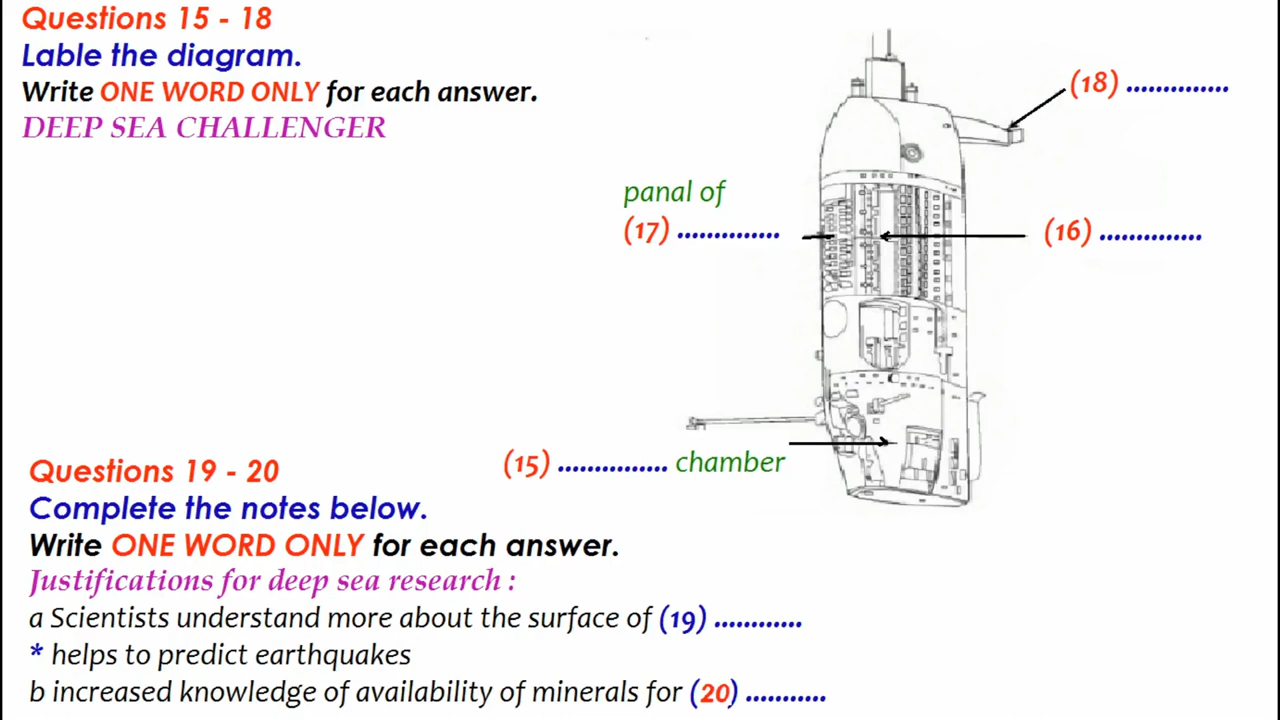 Questions 15 - 18
Lable the diagram.
Write ONE WORD ONLY for each answer.
DEEP SEA CHALLENGER
(18) ..............
panal of
(17) ..............
(16) ..............
(15) ............... chamber
Questions 19 - 20
Complete the notes below.
Write ONE WORD ONLY for each answer.
Justifications for deep sea research :
a Scientists understand more about the surface of (19) ............
* helps to predict earthquakes
b increased knowledge of availability of minerals for (20) ...........